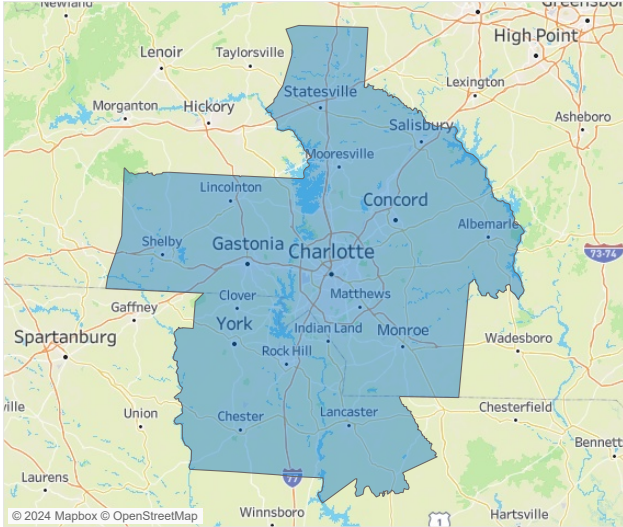 Newland
Greensboro
High Point
Lenoir
Taylorsville
Statesville
Lexington
Morganton
Hickory
Asheboro
Salisbury
Mooresville
Lincolnton
Concord
Albemarle
Shelby
Gastonia
Charlotte
73-74
Clover
Matthews
Gaffney
York
Indian Land
Monroe
Spartanburg
Rock Hill
Wadesboro
ville
Union
Chester
Lancaster
Chesterfield
Bennett
Laurens
77
© 2024 Mapbox © OpenStreetMap
Winnsboro
1
Hartsville